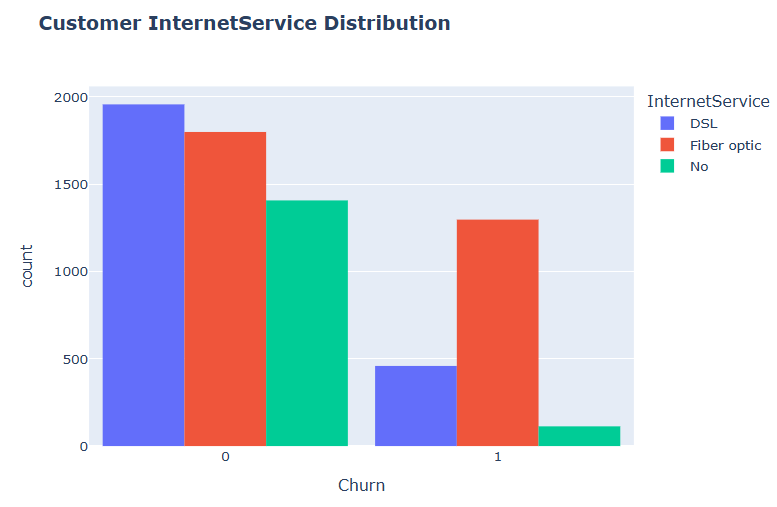 Customer InternetService Distribution
InternetService
DSL
Fiber optic
No
2000
1500
1000
500
0
count
0
1
Churn